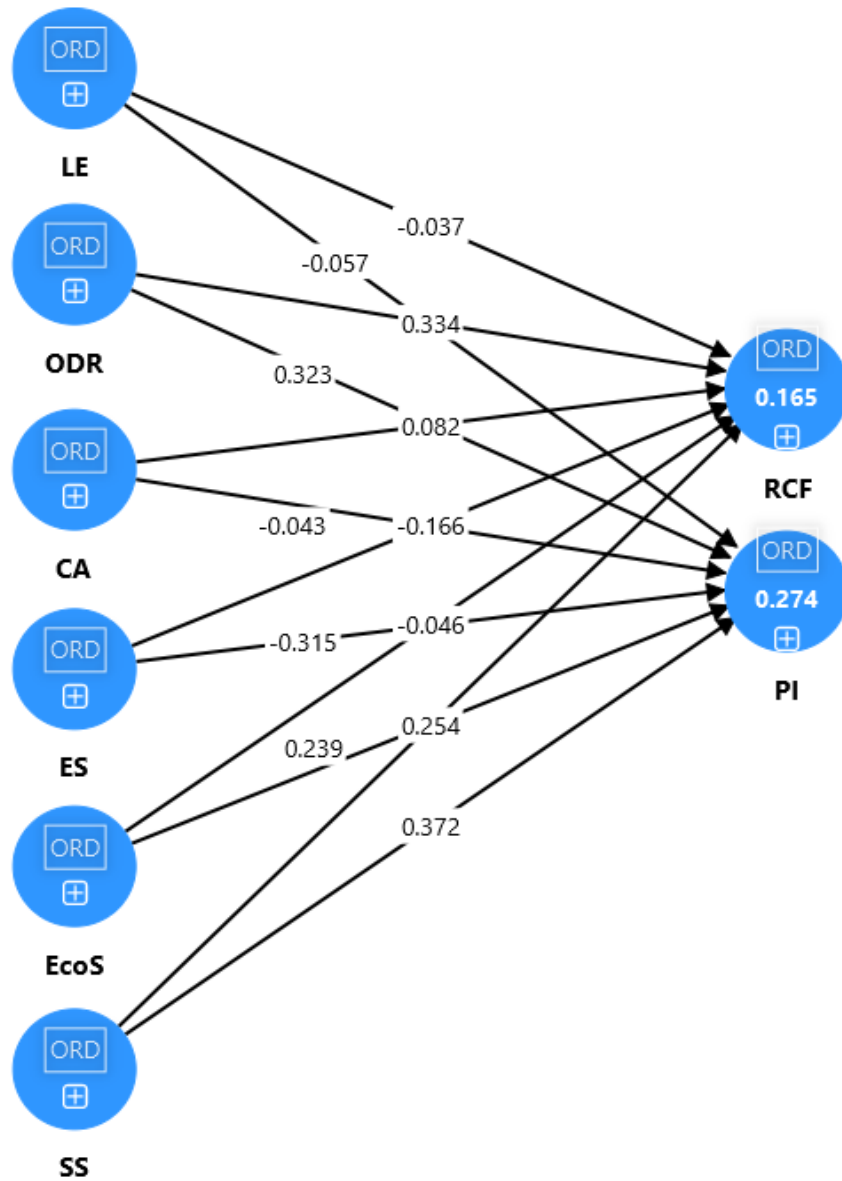 ORD
LE
-0.037
-0.057
ORD
ODR
0.334
0.323
ORD
0.165
RCF
ORD
CA
0.082
-0.043
-0.166
ORD
0.274
PI
ORD
ES
-0.315
-0.046
ORD
EcoS
0.239
0.254
0.372
ORD
SS